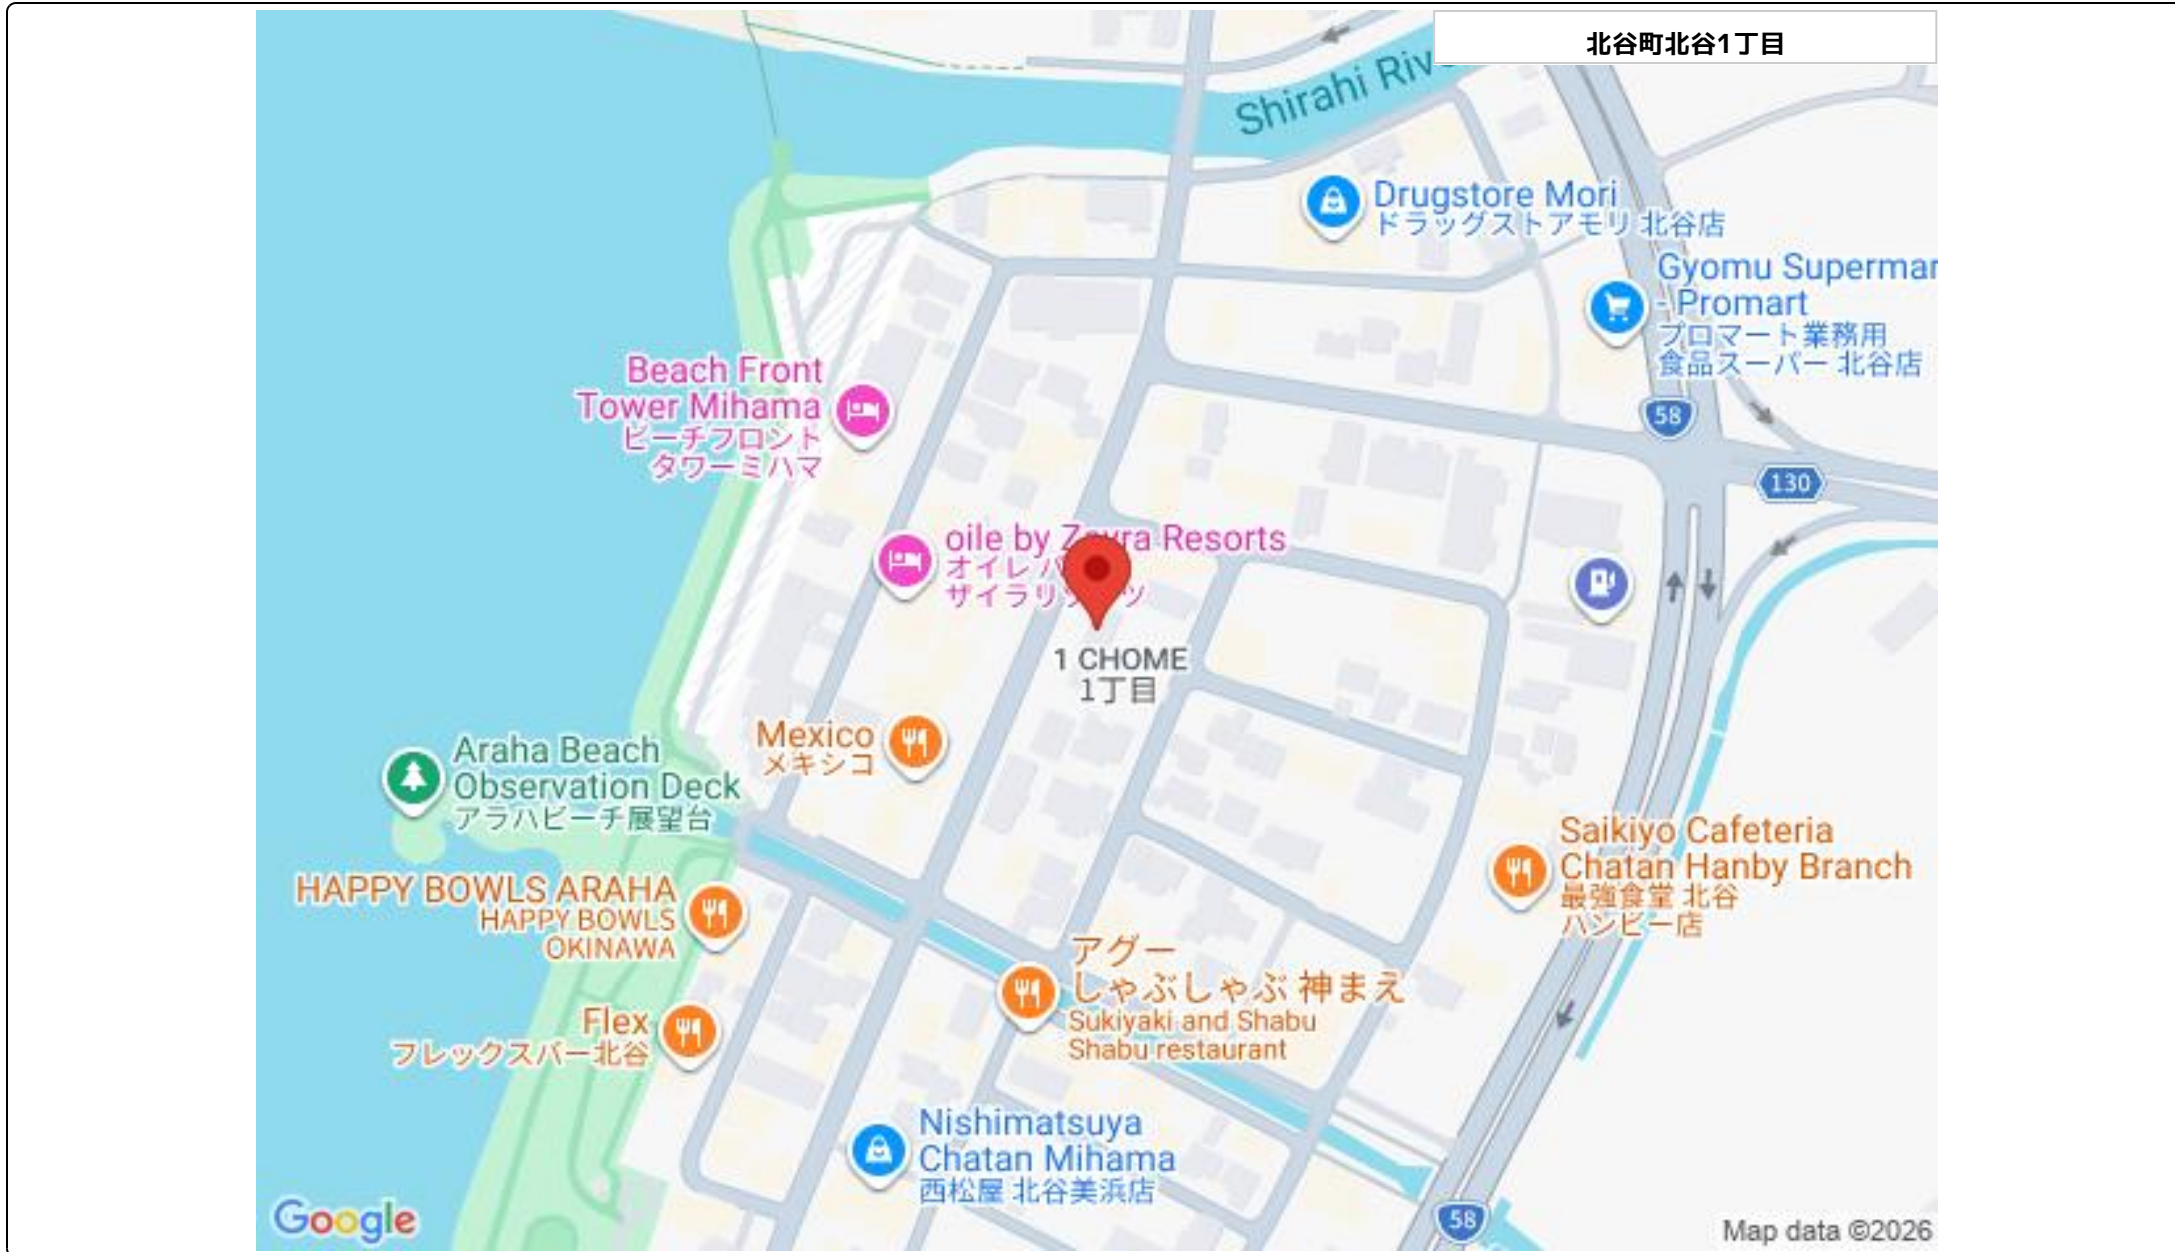 北谷町北谷1丁目
Shirahi
Drugstore Mori
ドラッグストアモリ 北谷店
Gyomu
- Promart
プロマート業務用
食品スーパー 北谷店
Beach Front
Tower Mihama
ビーチフロント
タワーミハマ
58
130
oile by Resorts
オイレ
1 CHOME
1丁目
Mexico
メキシコ
Araha Beach
Observation Deck
アラハビーチ展望台
Saikiyo Cafeteria
Chatan Hanby Branch
最強食堂 北谷
ハンビー店
HAPPY BOWLS ARAHA
HAPPY BOWLS
OKINAWA
アグー
しゃぶしゃぶ 神まえ
Sukiyaki and Shabu
Shabu restaurant
Flex
フレックスバー北谷
Nishimatsuya
Chatan Mihama
西松屋 北谷美浜店
58
Google
Map data ©2026